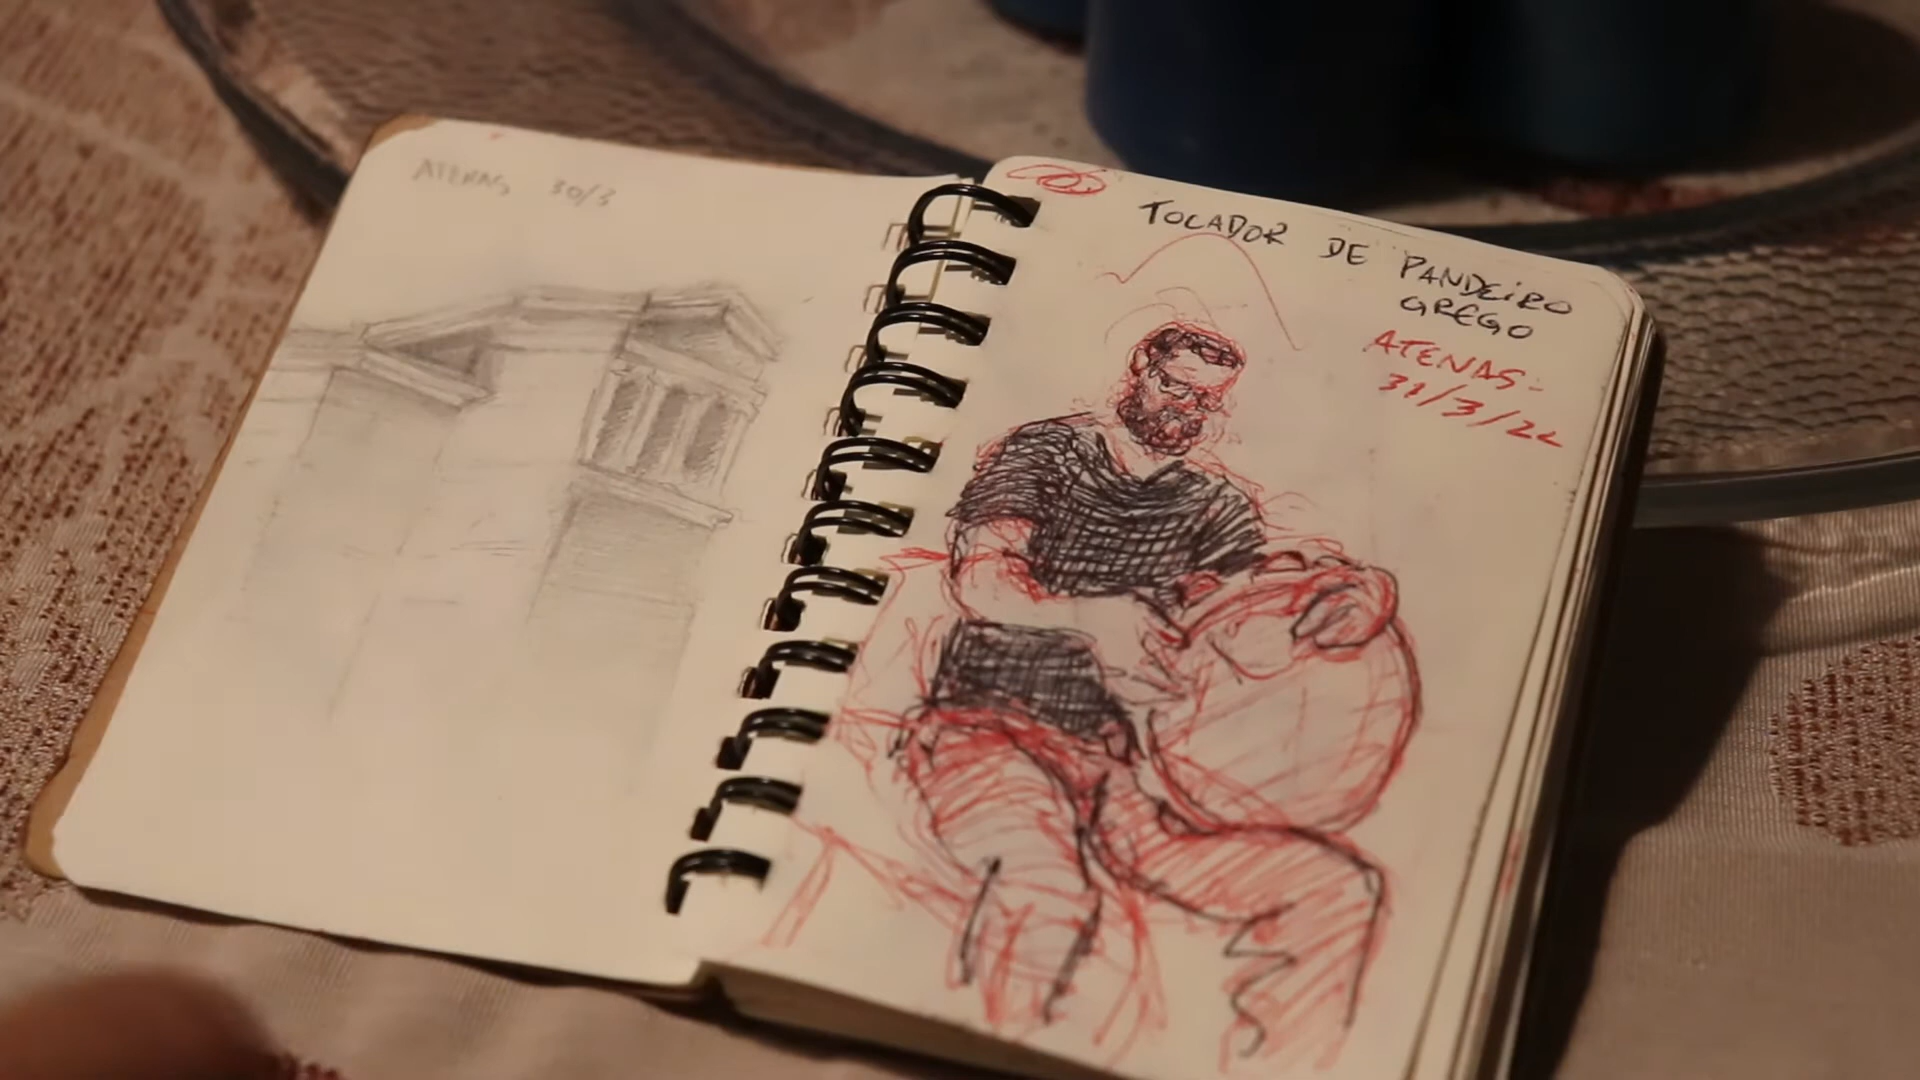 ATENAS, 30/3
TOCADOR DE PANDEIRO
GREGO
ATENAS-
31/3/22